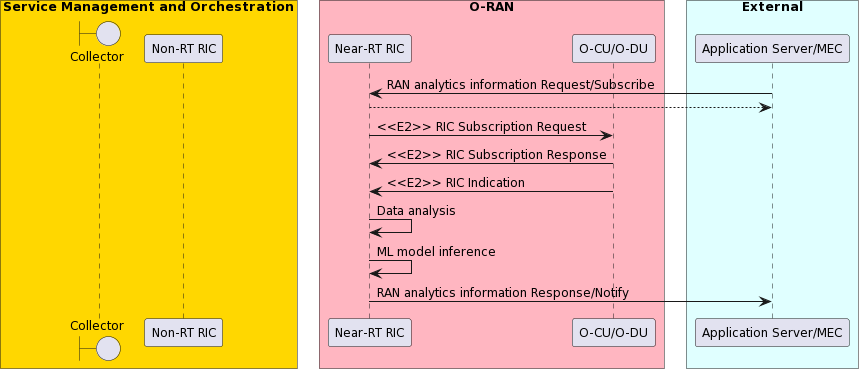 Service Management and Orchestration
O-RAN
External
Collector
Non-RT RIC
Near-RT RIC
O-CU/O-DU
Application Server/MEC
RAN analytics information Request/Subscribe
<<E2>> RIC Subscription Request
<<E2>> RIC Subscription Response
<<E2>> RIC Indication
Data analysis
ML model inference
RAN analytics information Response/Notify
Collector
Non-RT RIC
Near-RT RIC
O-CU/O-DU
Application Server/MEC